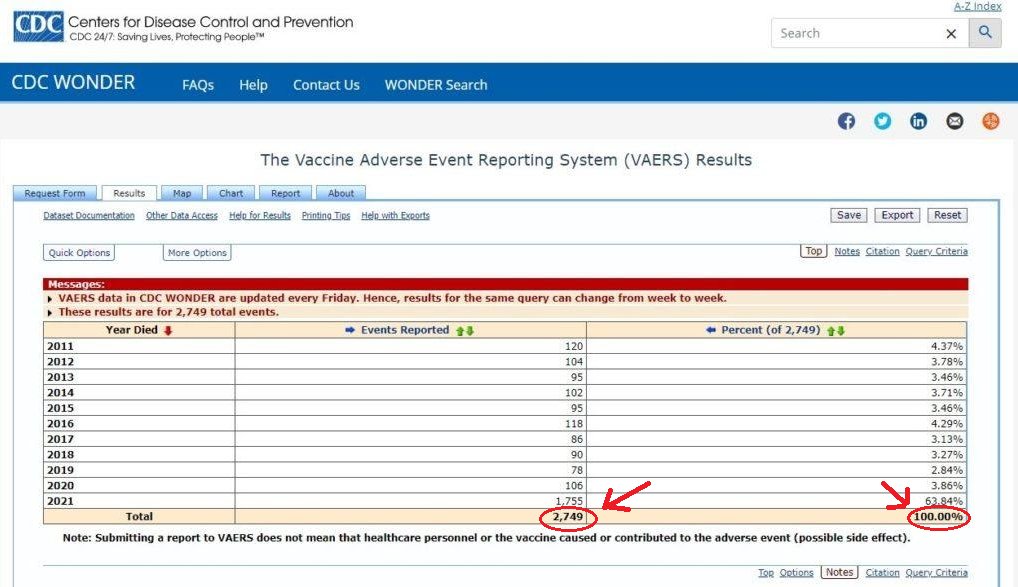 A-Z Index
CDC Centers for Disease Control and Prevention
CDC 24/7: Saving Lives, Protecting People™
Search
CDC WONDER FAQs Help Contact Us WONDER Search
The Vaccine Adverse Event Reporting System (VAERS) Results
Request Form Results Map Chart Report About
Dataset Documentation Other Data Access Help for Results Printing Tips Help with Exports Save Export Reset
Quick Options More Options Top Notes Citation Query Criteria
Messages:
VAERS data in CDC WONDER are updated every Friday. Hence, results for the same query can change from week to week.
These results are for 2,749 total events.
Year Died Events Reported Percent (of 2,749)
2011 120 4.37%
2012 104 3.78%
2013 95 3.46%
2014 102 3.71%
2015 95 3.46%
2016 118 4.29%
2017 86 3.13%
2018 90 3.27%
2019 78 2.84%
2020 106 3.86%
2021 1,755 63.84%
Total 2,749 100.00%
Note: Submitting a report to VAERS does not mean that healthcare personnel or the vaccine caused or contributed to the adverse event (possible side effect).
Top Options Notes Citation Query Criteria